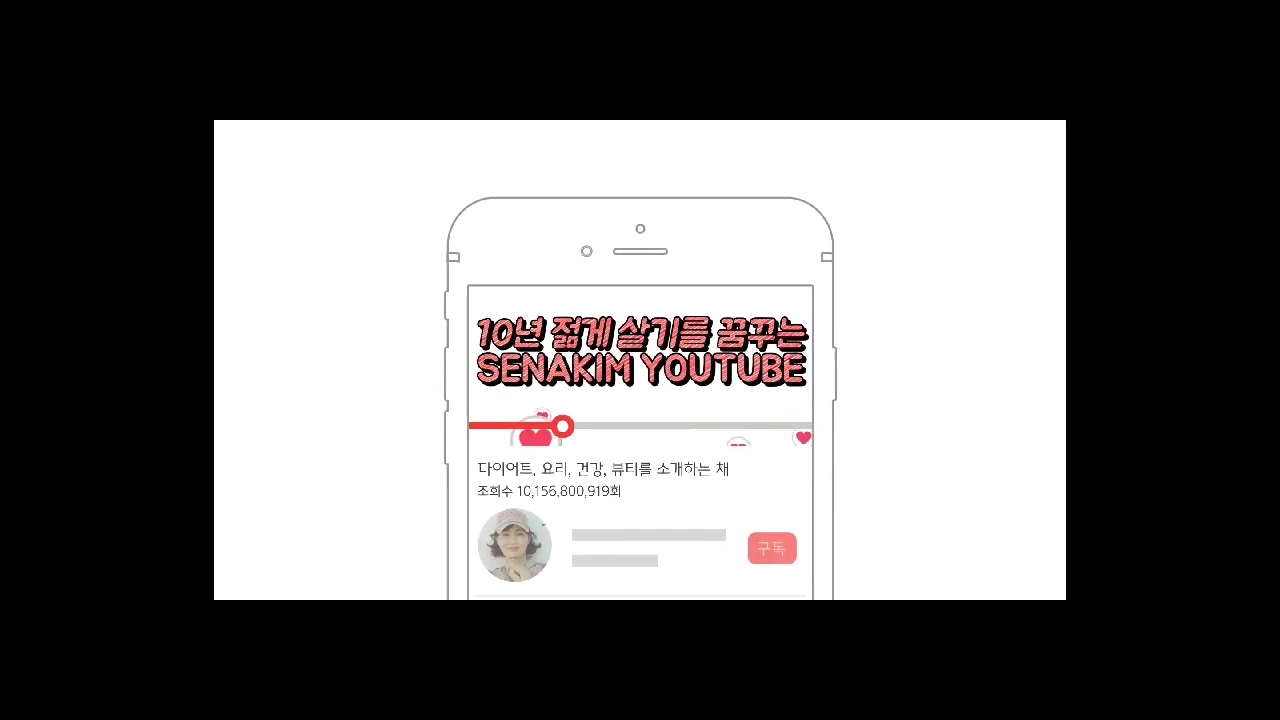 10년 젊게 살기를 꿈꾸는
SENAKIM YOUTUBE
다이어트, 요리, 건강, 뷰티를 소개하는 채
조회수 10,156,800,919회
구독